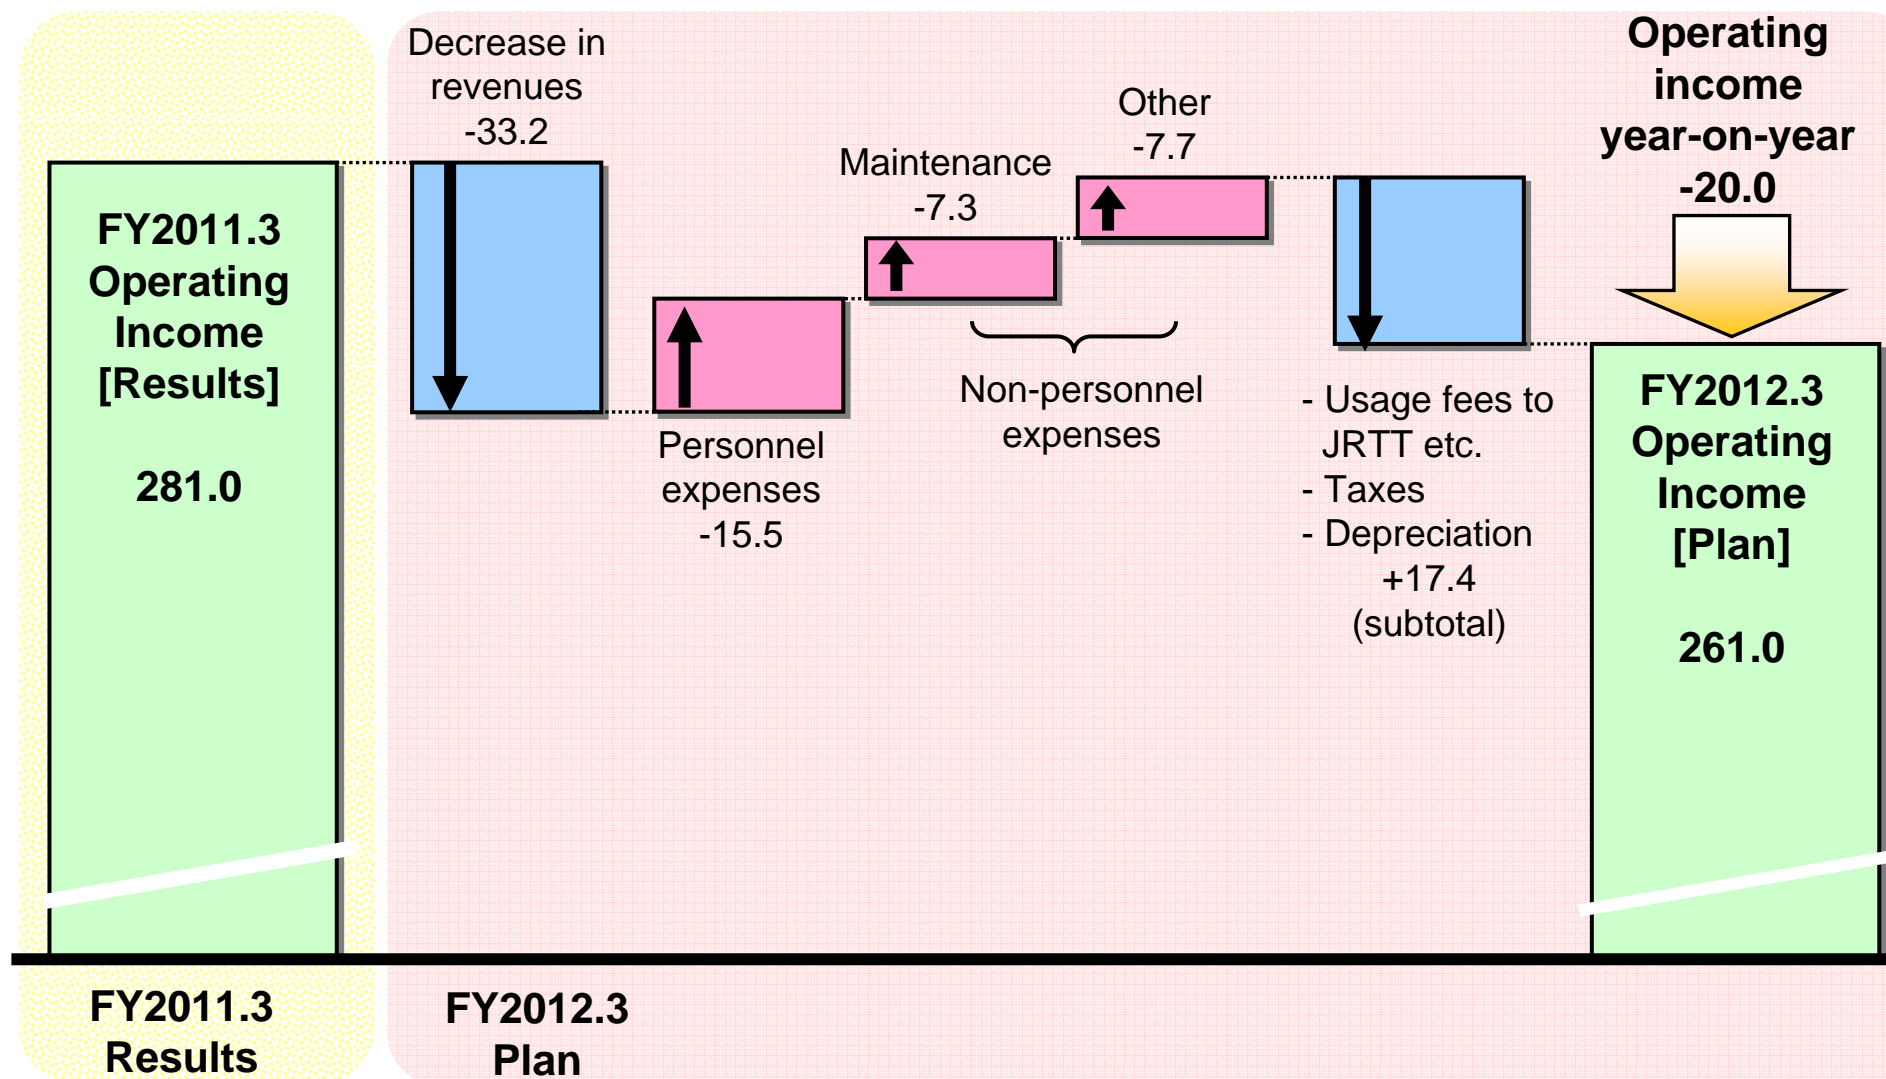 FY2011.3
Operating
Income
[Results]
281.0
Decrease in
revenues
-33.2
Personnel
expenses
-15.5
Maintenance
-7.3
Other
-7.7
Non-personnel
expenses
- Usage fees to
JRTT etc.
- Taxes
- Depreciation
+17.4
(subtotal)
Operating
income
year-on-year
-20.0
FY2012.3
Operating
Income
[Plan]
261.0
FY2011.3
Results
FY2012.3
Plan